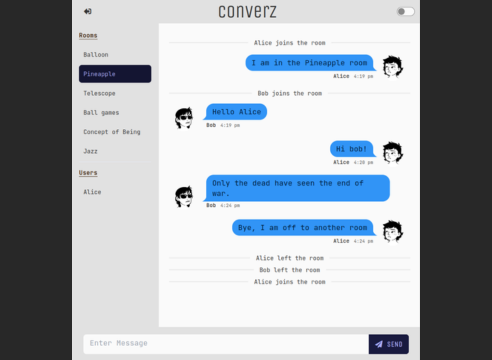 converz
Rooms
Balloon
Pineapple
Telescope
Ball games
Concept of Being
Jazz
Users
Alice
Alice joins the room
I am in the Pineapple room
Alice 4:19 pm
Bob joins the room
Hello Alice
Bob 4:19 pm
Hi bob!
Alice 4:20 pm
Only the dead have seen the end of
war.
Bob 4:24 pm
Bye, I am off to another room
Alice 4:24 pm
Alice left the room
Bob left the room
Alice joins the room
Enter Message
SEND